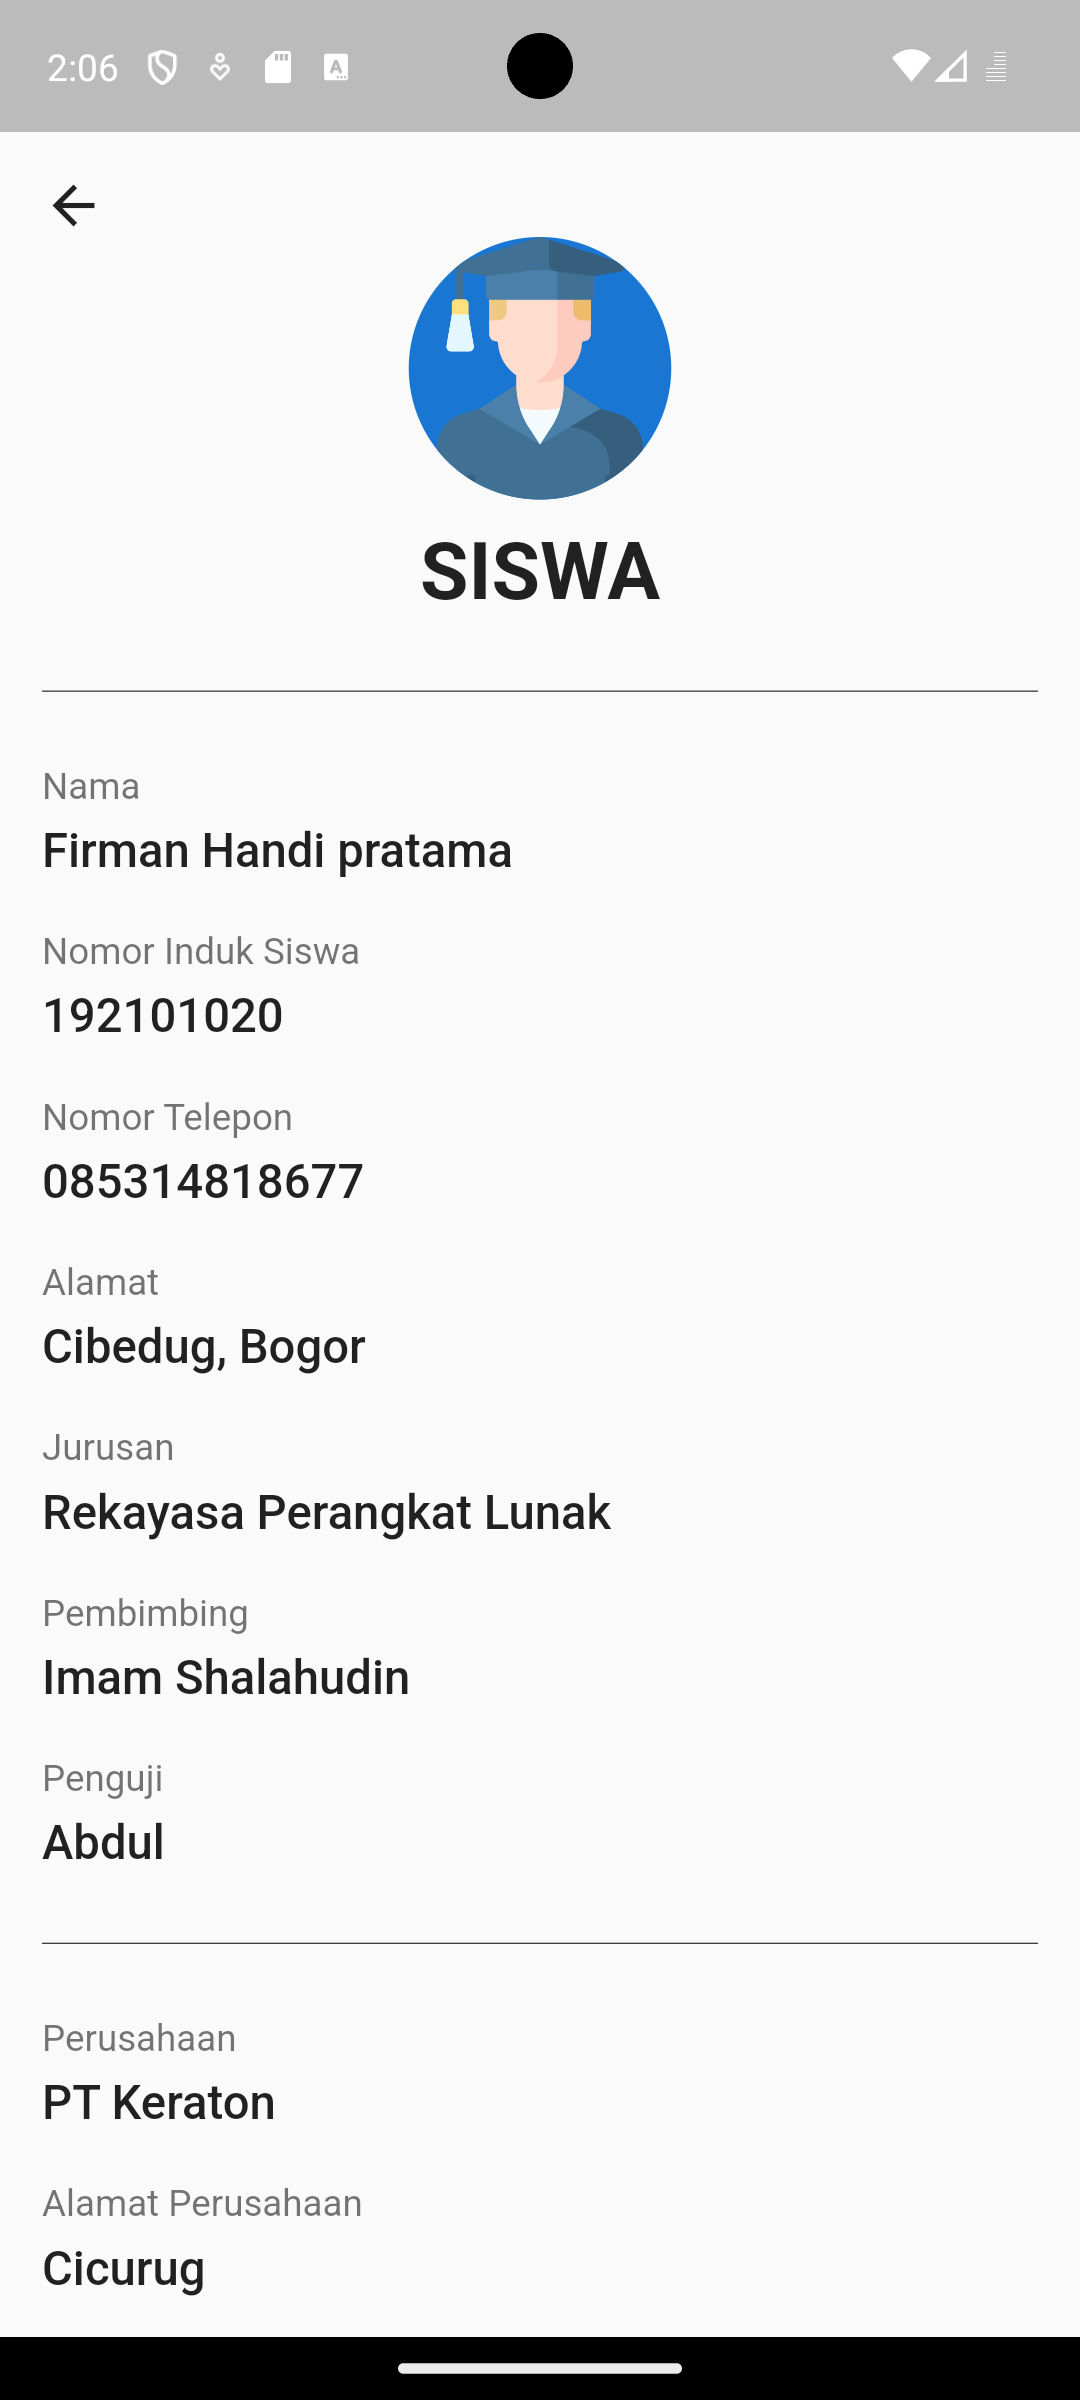 2:06
SISWA
Nama
Firman Handi pratama
Nomor Induk Siswa
192101020
Nomor Telepon
085314818677
Alamat
Cibedug, Bogor
Jurusan
Rekayasa Perangkat Lunak
Pembimbing
Imam Shalahudin
Penguji
Abdul
Perusahaan
PT Keraton
Alamat Perusahaan
Cicurug